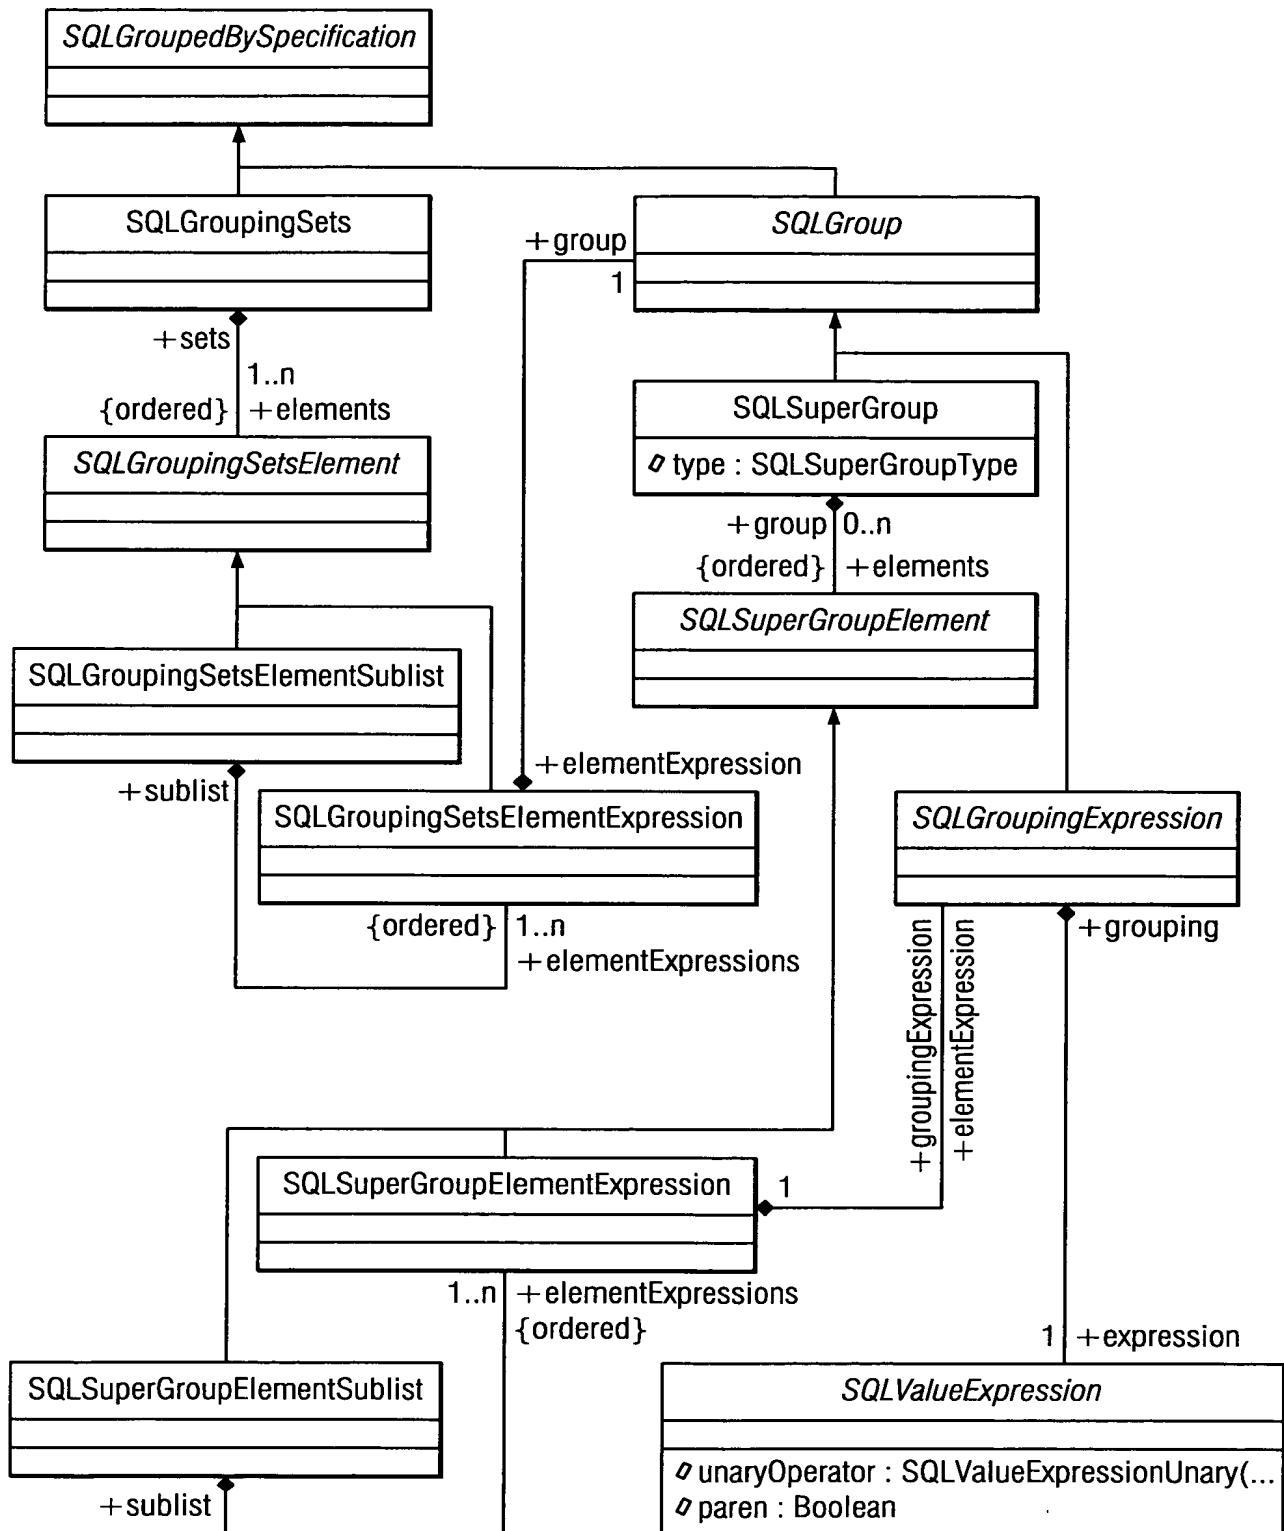 SQLGroupedBySpecification
SQLGroupingSets
SQLGroup
+group
1
+sets
1..n
{ordered} +elements
SQLSuperGroup
type : SQLSuperGroupType
SQLGroupingSetsElement
+group 0..n
{ordered} +elements
SQLSuperGroupElement
SQLGroupingSetsElementSublist
+sublist
+elementExpression
SQLGroupingSetsElementExpression
SQLGroupingExpression
{ordered} 1..n
+elementExpressions
+grouping
+groupingExpression
+elementExpression
SQLSuperGroupElementExpression
1
1..n +elementExpressions
{ordered}
1 +expression
SQLSuperGroupElementSublist
+sublist
SQLValueExpression
unaryOperator : SQLValueExpressionUnary(...
paren : Boolean